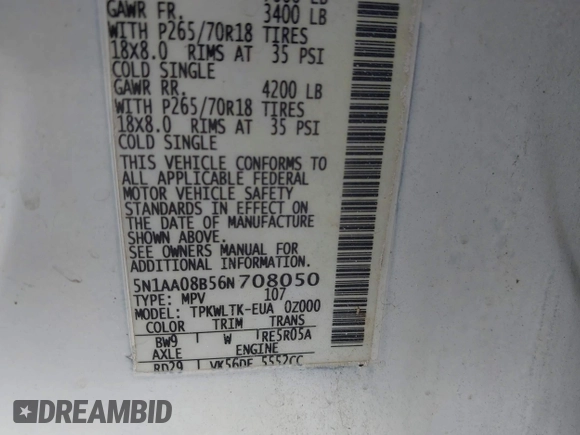 GAWR FR. 3400 LB
WITH P265/70R18 TIRES
18X8.0 RIMS AT 35 PSI
COLD SINGLE
GAWR RR. 4200 LB
WITH P265/70R18 TIRES
18X8.0 RIMS AT 35 PSI
COLD SINGLE
THIS VEHICLE CONFORMS TO
ALL APPLICABLE FEDERAL
MOTOR VEHICLE SAFETY
STANDARDS IN EFFECT ON
THE DATE OF MANUFACTURE
SHOWN ABOVE.
SEE OWNERS MANUAL FOR
ADDITIONAL INFORMATION.
5N1AA08B56N708050
TYPE: MPV 107
MODEL: TPKWLTK-EUA 0Z000
COLOR TRIM TRANS
BW9 W RE5R05A
AXLE ENGINE
RD29 VK56DE 5552CC
DREAMBID